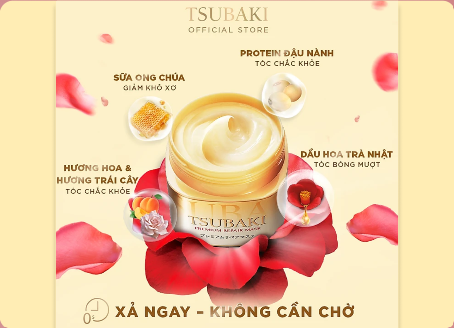 TSUBAKI
OFFICIAL STORE
PROTEIN ĐẬU NÀNH
TÓC CHẮC KHỎE
SỮA ONG CHÚA
GIẢM KHÔ XƠ
HƯƠNG HOA &
HƯƠNG TRÁI CÂY
TÓC CHẮC KHỎE
DẦU HOA TRÀ NHẬT
TÓC BÓNG MƯỢT
TSUBAKI
PREMIUM REPAIR MASK
0s
XẢ NGAY – KHÔNG CẦN CHỜ